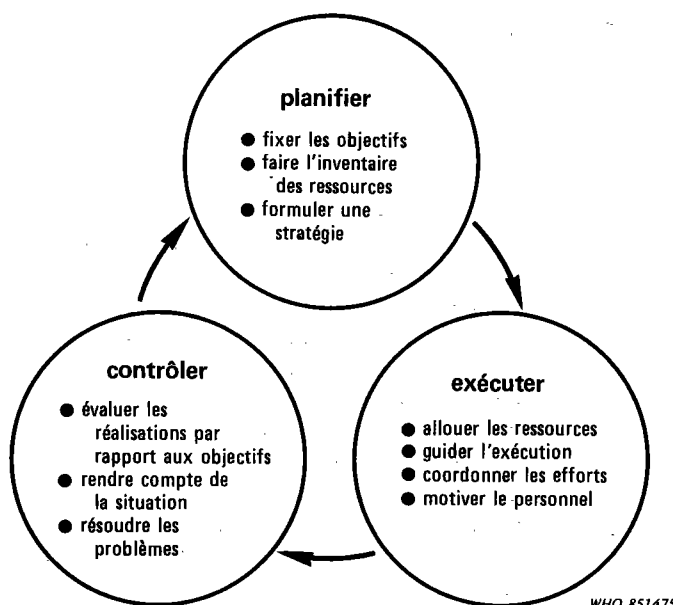 planifier
● fixer les objectifs
● faire l'inventaire
des ressources
● formuler une
stratégie
contrôler
● évaluer les
réalisations par
rapport aux objectifs
● rendre compte de
la situation
● résoudre les
problèmes
exécuter
● allouer les ressources
● guider l'exécution
● coordonner les efforts
● motiver le personnel
WHO 851475